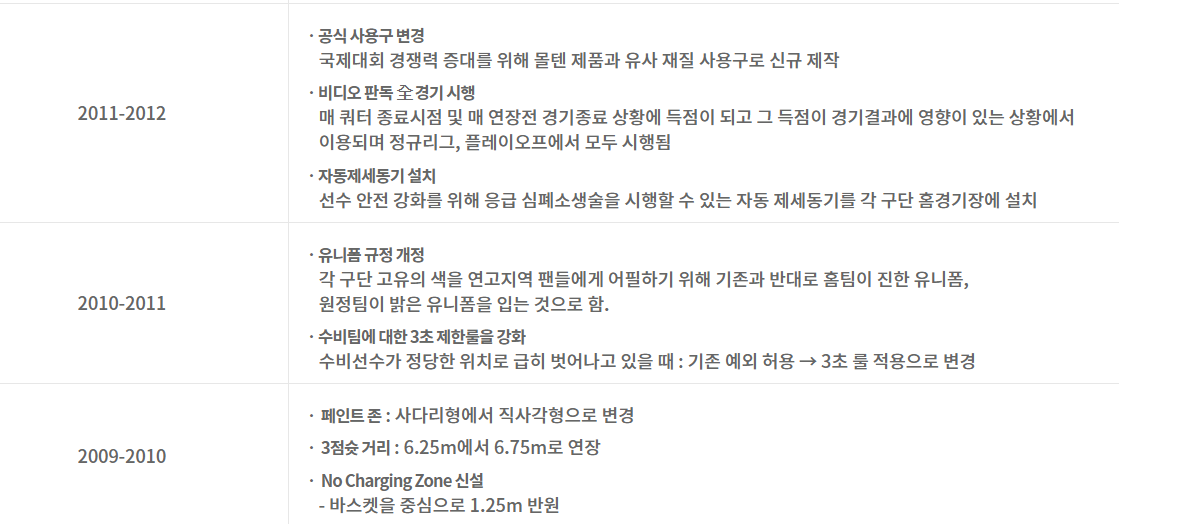 2011-2012
· 공식 사용구 변경
국제대회 경쟁력 증대를 위해 몰텐 제품과 유사 재질 사용구로 신규 제작
· 비디오 판독 全 경기 시행
매 쿼터 종료시점 및 매 연장전 경기종료 상황에 득점이 되고 그 득점이 경기결과에 영향이 있는 상황에서
이용되며 정규리그, 플레이오프에서 모두 시행됨
· 자동제세동기 설치
선수 안전 강화를 위해 응급 심폐소생술을 시행할 수 있는 자동 제세동기를 각 구단 홈경기장에 설치
2010-2011
· 유니폼 규정 개정
각 구단 고유의 색을 연고지역 팬들에게 어필하기 위해 기존과 반대로 홈팀이 진한 유니폼,
원정팀이 밝은 유니폼을 입는 것으로 함.
· 수비팀에 대한 3초 제한룰을 강화
수비선수가 정당한 위치로 급히 벗어나고 있을 때 : 기존 예외 허용 → 3초 룰 적용으로 변경
2009-2010
· 페인트 존 : 사다리형에서 직사각형으로 변경
· 3점슛 거리 : 6.25m에서 6.75m로 연장
· No Charging Zone 신설
- 바스켓을 중심으로 1.25m 반원